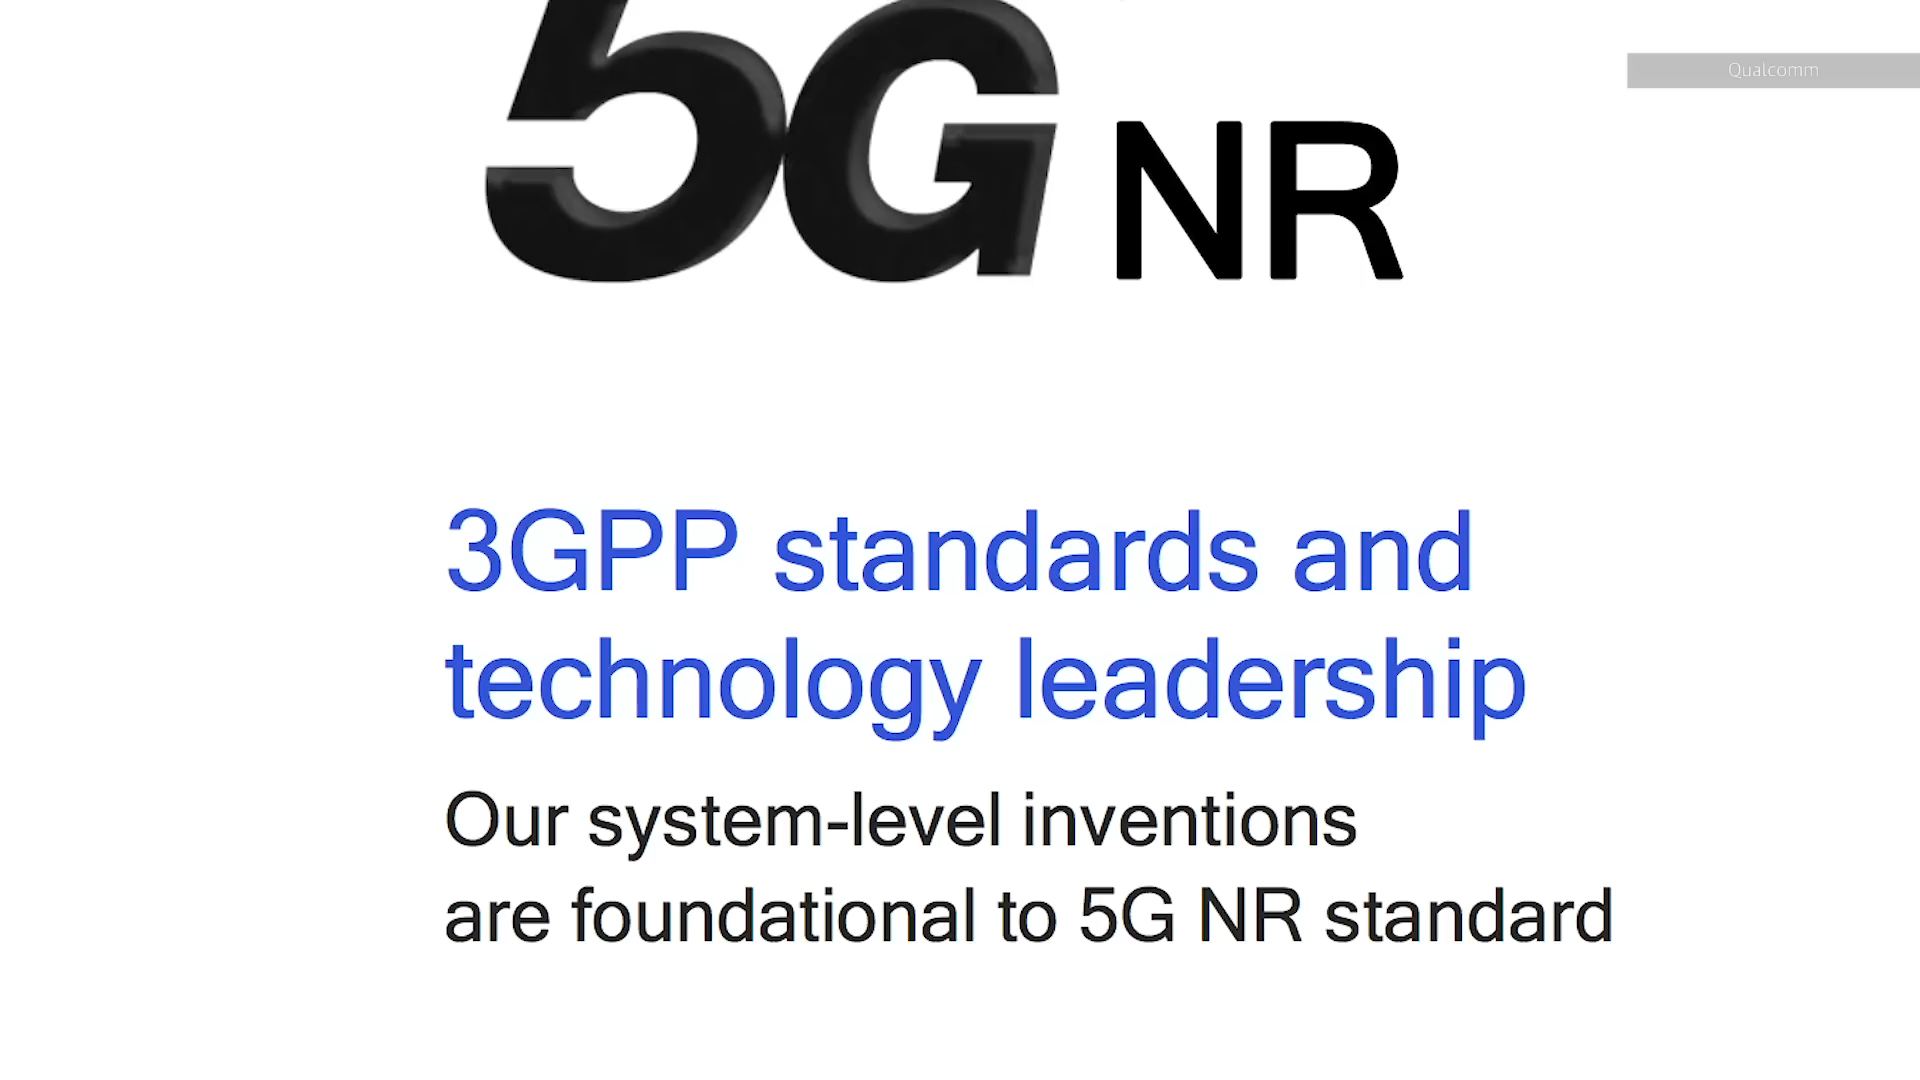 Qualcomm
5G NR
3GPP standards and
technology leadership
Our system-level inventions
are foundational to 5G NR standard